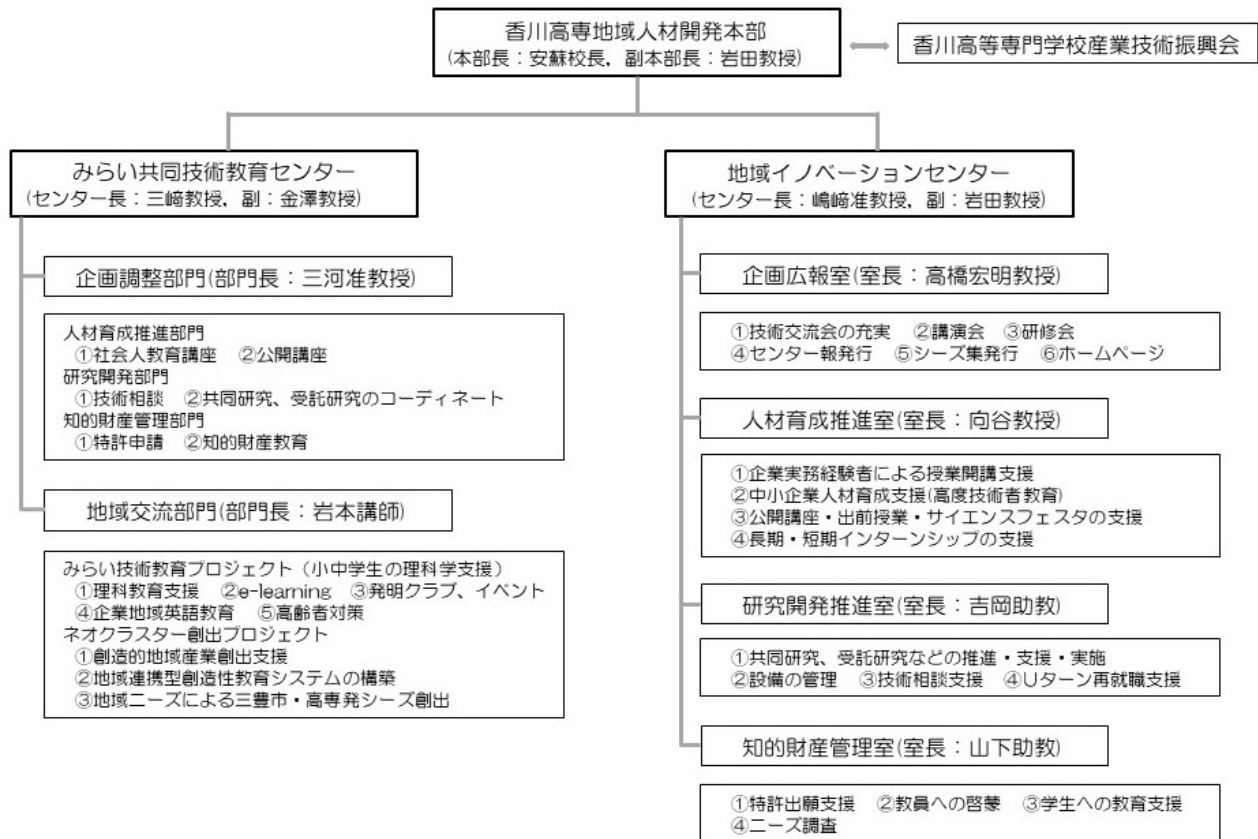 香川高専地域人材開発本部
(本部長：安蘇校長，副本部長：岩田教授)
香川高等専門学校産業技術振興会
みらい共同技術教育センター
(センター長：三﨑教授，副：金澤教授)
企画調整部門(部門長：三河准教授)
人材育成推進部門
①社会人教育講座　②公開講座
研究開発部門
①技術相談　②共同研究、受託研究のコーディネート
知的財産管理部門
①特許申請　②知的財産教育
地域交流部門(部門長：岩本講師)
みらい技術教育プロジェクト（小中学生の理科学支援）
①理科教育支援　②e-learning　③発明クラブ、イベント
④企業地域英語教育　⑤高齢者対策
ネオクラスター創出プロジェクト
①創造的地域産業創出支援
②地域連携型創造性教育システムの構築
③地域ニーズによる三豊市・高専発シーズ創出
地域イノベーションセンター
(センター長：嶋﨑准教授，副：岩田教授)
企画広報室(室長：高橋宏明教授)
①技術交流会の充実　②講演会　③研修会
④センター報発行　⑤シーズ集発行　⑥ホームページ
人材育成推進室(室長：向谷教授)
①企業実務経験者による授業開講支援
②中小企業人材育成支援(高度技術者教育)
③公開講座・出前授業・サイエンスフェスタの支援
④長期・短期インターンシップの支援
研究開発推進室(室長：吉岡助教)
①共同研究、受託研究などの推進・支援・実施
②設備の管理　③技術相談支援　④Uターン再就職支援
知的財産管理室(室長：山下助教)
①特許出願支援　②教員への啓蒙　③学生への教育支援
④ニーズ調査